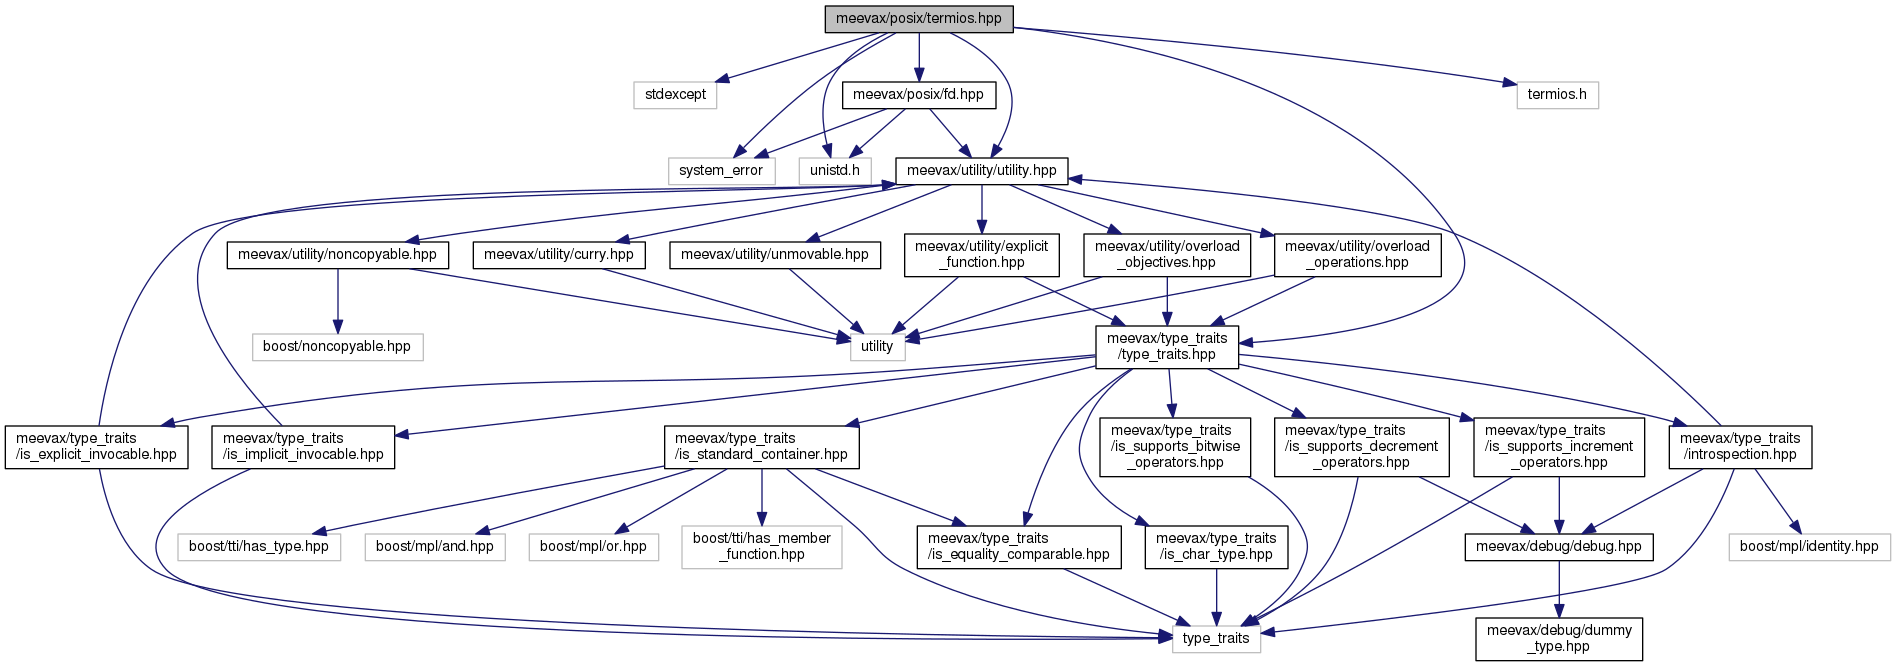 meevax/posix/termios.hpp
stdexcept
meevax/posix/fd.hpp
termios.h
system_error
unistd.h
meevax/utility/utility.hpp
meevax/utility/noncopyable.hpp
meevax/utility/curry.hpp
meevax/utility/unmovable.hpp
meevax/utility/explicit
_function.hpp
meevax/utility/overload
_objectives.hpp
meevax/utility/overload
_operations.hpp
boost/noncopyable.hpp
utility
meevax/type_traits
/type_traits.hpp
meevax/type_traits
/is_explicit_invocable.hpp
meevax/type_traits
/is_implicit_invocable.hpp
meevax/type_traits
/is_standard_container.hpp
meevax/type_traits
/is_supports_bitwise
_operators.hpp
meevax/type_traits
/is_supports_decrement
_operators.hpp
meevax/type_traits
/is_supports_increment
_operators.hpp
meevax/type_traits
/introspection.hpp
boost/tti/has_type.hpp
boost/mpl/and.hpp
boost/mpl/or.hpp
boost/tti/has_member
_function.hpp
meevax/type_traits
/is_equality_comparable.hpp
meevax/type_traits
/is_char_type.hpp
meevax/debug/debug.hpp
boost/mpl/identity.hpp
type_traits
meevax/debug/dummy
_type.hpp